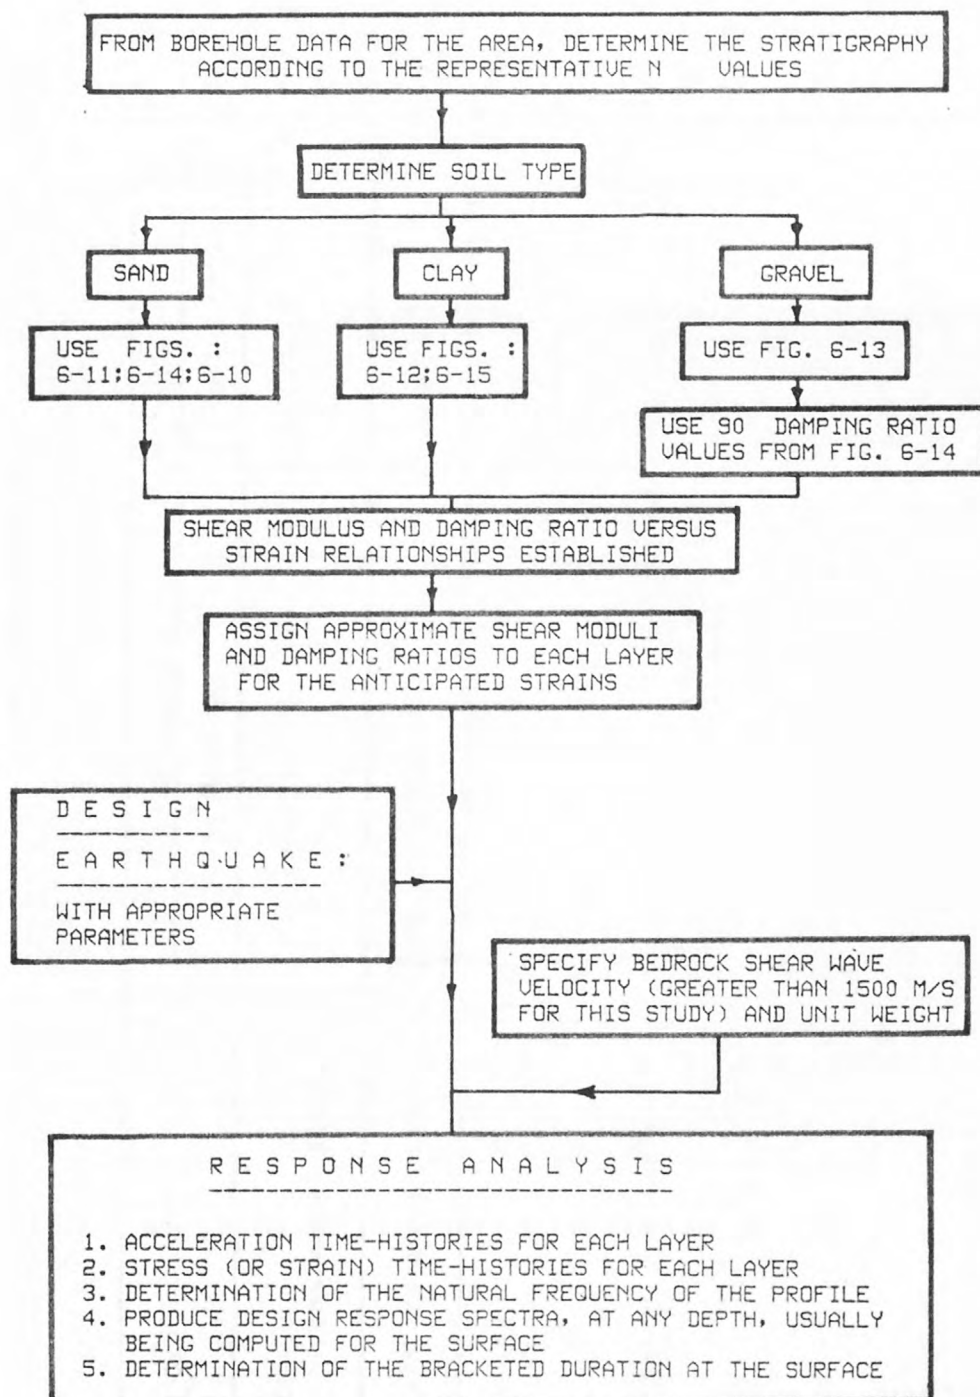 FROM BOREHOLE DATA FOR THE AREA, DETERMINE THE STRATIGRAPHY
ACCORDING TO THE REPRESENTATIVE N VALUES
DETERMINE SOIL TYPE
SAND
CLAY
GRAVEL
USE FIGS. :
6-11;6-14;6-10
USE FIGS. :
6-12;6-15
USE FIG. 6-13
USE 90 DAMPING RATIO
VALUES FROM FIG. 6-14
SHEAR MODULUS AND DAMPING RATIO VERSUS
STRAIN RELATIONSHIPS ESTABLISHED
ASSIGN APPROXIMATE SHEAR MODULI
AND DAMPING RATIOS TO EACH LAYER
FOR THE ANTICIPATED STRAINS
DESIGN
EARTHQUAKE:
WITH APPROPRIATE
PARAMETERS
SPECIFY BEDROCK SHEAR WAVE
VELOCITY (GREATER THAN 1500 M/S
FOR THIS STUDY) AND UNIT WEIGHT
RESPONSE ANALYSIS
1. ACCELERATION TIME-HISTORIES FOR EACH LAYER
2. STRESS (OR STRAIN) TIME-HISTORIES FOR EACH LAYER
3. DETERMINATION OF THE NATURAL FREQUENCY OF THE PROFILE
4. PRODUCE DESIGN RESPONSE SPECTRA, AT ANY DEPTH, USUALLY
BEING COMPUTED FOR THE SURFACE
5. DETERMINATION OF THE BRACKETED DURATION AT THE SURFACE